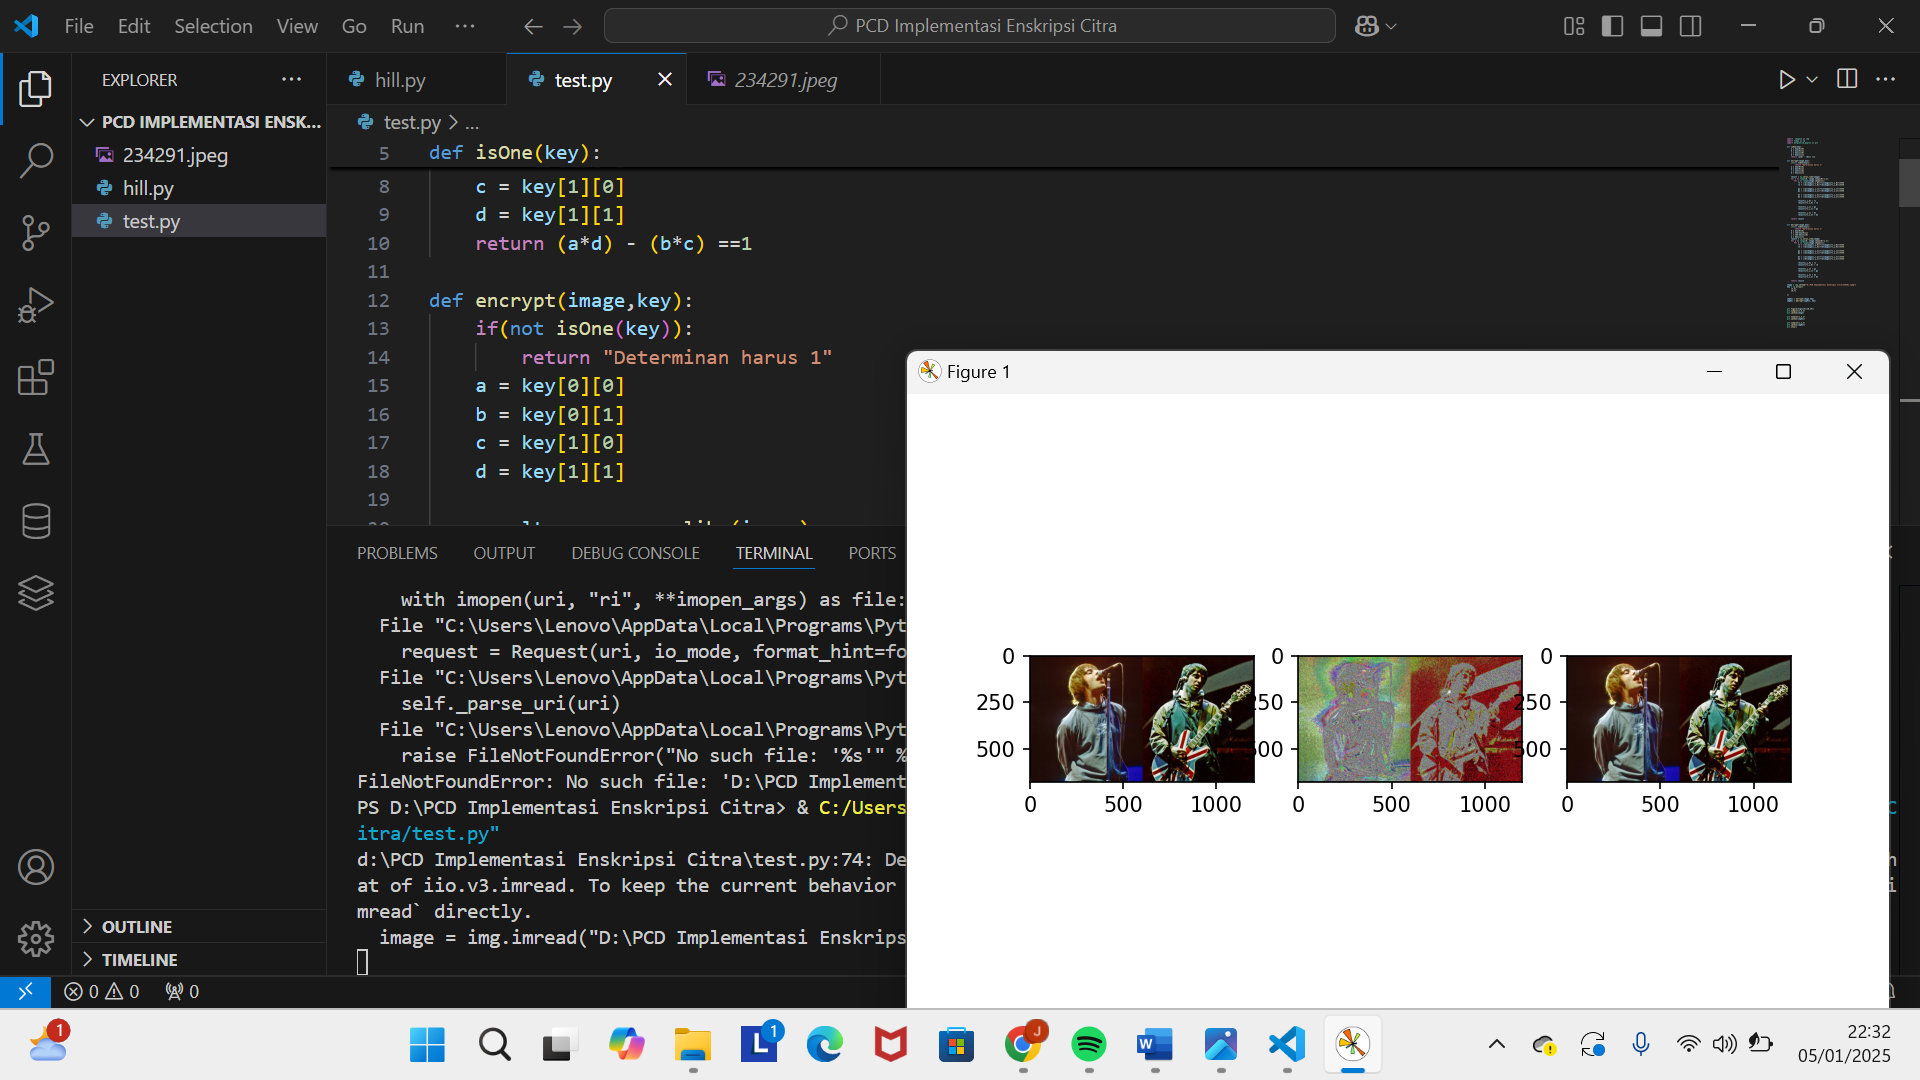 File Edit Selection View Go Run ...
PCD Implementasi Enskripsi Citra
EXPLORER
hill.py
test.py
234291.jpeg
PCD IMPLEMENTASI ENSK...
234291.jpeg
hill.py
test.py
OUTLINE
TIMELINE
test.py > ...
5 def isOne(key):
8 c = key[1][0]
9 d = key[1][1]
10 return (a*d) - (b*c) ==1
11
12 def encrypt(image,key):
13 if(not isOne(key)):
14 return "Determinan harus 1"
15 a = key[0][0]
16 b = key[0][1]
17 c = key[1][0]
18 d = key[1][1]
19
PROBLEMS OUTPUT DEBUG CONSOLE TERMINAL PORTS
with imopen(uri, "ri", **imopen_args) as file:
File "C:\Users\Lenovo\AppData\Local\Programs\Pyt
request = Request(uri, io_mode, format_hint=fo
File "C:\Users\Lenovo\AppData\Local\Programs\Pyt
self._parse_uri(uri)
File "C:\Users\Lenovo\AppData\Local\Programs\Pyt
raise FileNotFoundError("No such file: '%s'" %
FileNotFoundError: No such file: 'D:\PCD Implement
PS D:\PCD Implementasi Enskripsi Citra> & C:/Users
itra/test.py"
d:\PCD Implementasi Enskripsi Citra\test.py:74: De
at of iio.v3.imread. To keep the current behavior
mread` directly.
image = img.imread("D:\PCD Implementasi Enskrips
0 0 0
Figure 1
0
250
500
0 500 1000
0
250
500
0 500 1000
0
250
500
0 500 1000
1
1
J
22:32
05/01/2025